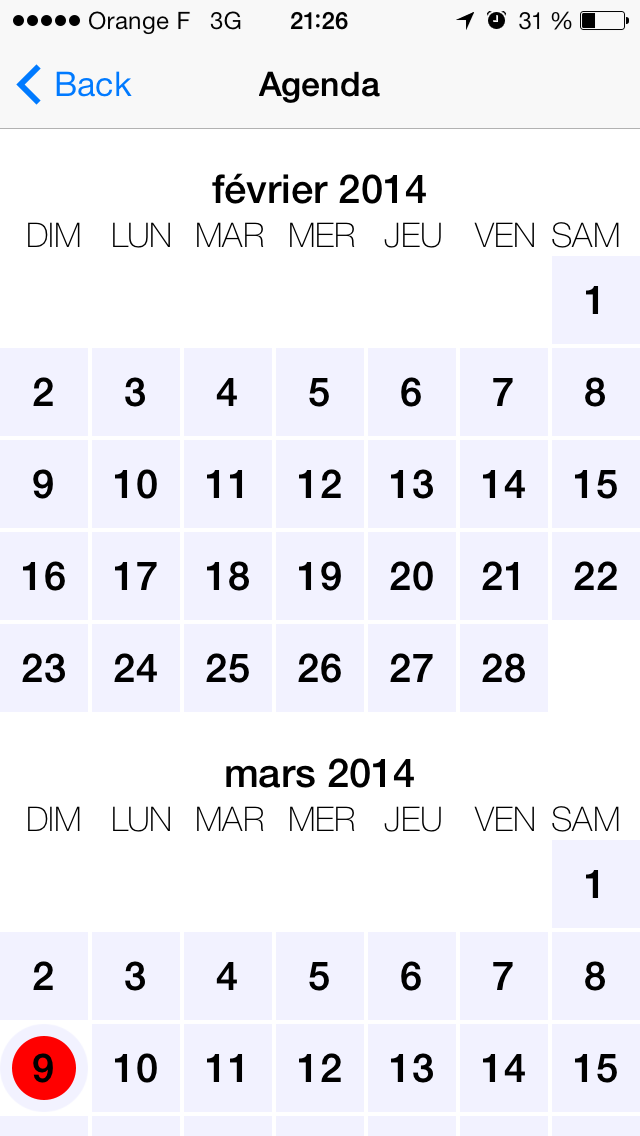 Orange F 3G 21:26 31 %
Back Agenda
février 2014
DIM LUN MAR MER JEU VEN SAM
1
2 3 4 5 6 7 8
9 10 11 12 13 14 15
16 17 18 19 20 21 22
23 24 25 26 27 28
mars 2014
DIM LUN MAR MER JEU VEN SAM
1
2 3 4 5 6 7 8
9 10 11 12 13 14 15